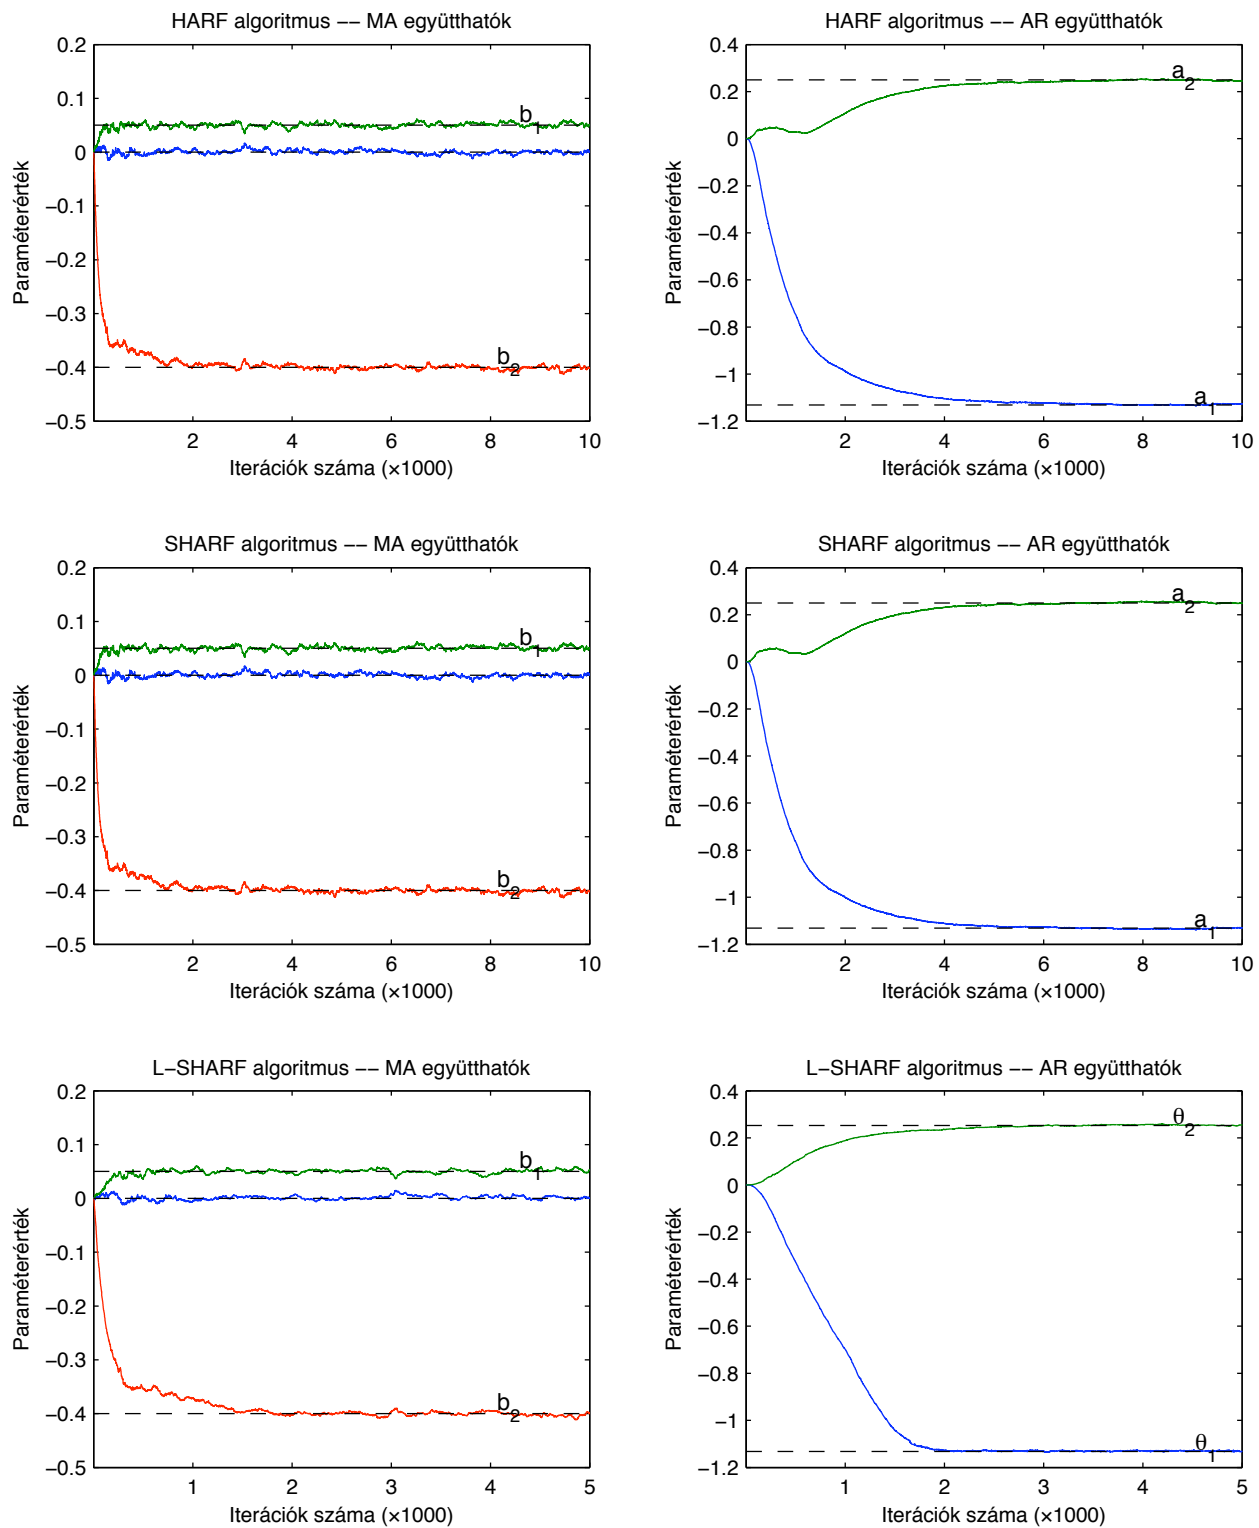 HARF algoritmus −− MA együtthatók
0.2
0.1
0
−0.1
−0.2
−0.3
−0.4
−0.5
b1
b2
2 4 6 8 10
Paraméterérték
Iterációk száma (×1000)
HARF algoritmus −− AR együtthatók
0.4
0.2
0
−0.2
−0.4
−0.6
−0.8
−1
−1.2
a2
a1
2 4 6 8 10
Paraméterérték
Iterációk száma (×1000)
SHARF algoritmus −− MA együtthatók
0.2
0.1
0
−0.1
−0.2
−0.3
−0.4
−0.5
b1
b2
2 4 6 8 10
Paraméterérték
Iterációk száma (×1000)
SHARF algoritmus −− AR együtthatók
0.4
0.2
0
−0.2
−0.4
−0.6
−0.8
−1
−1.2
a2
a1
2 4 6 8 10
Paraméterérték
Iterációk száma (×1000)
L−SHARF algoritmus −− MA együtthatók
0.2
0.1
0
−0.1
−0.2
−0.3
−0.4
−0.5
b1
b2
1 2 3 4 5
Paraméterérték
Iterációk száma (×1000)
L−SHARF algoritmus −− AR együtthatók
0.4
0.2
0
−0.2
−0.4
−0.6
−0.8
−1
−1.2
θ2
θ1
1 2 3 4 5
Paraméterérték
Iterációk száma (×1000)